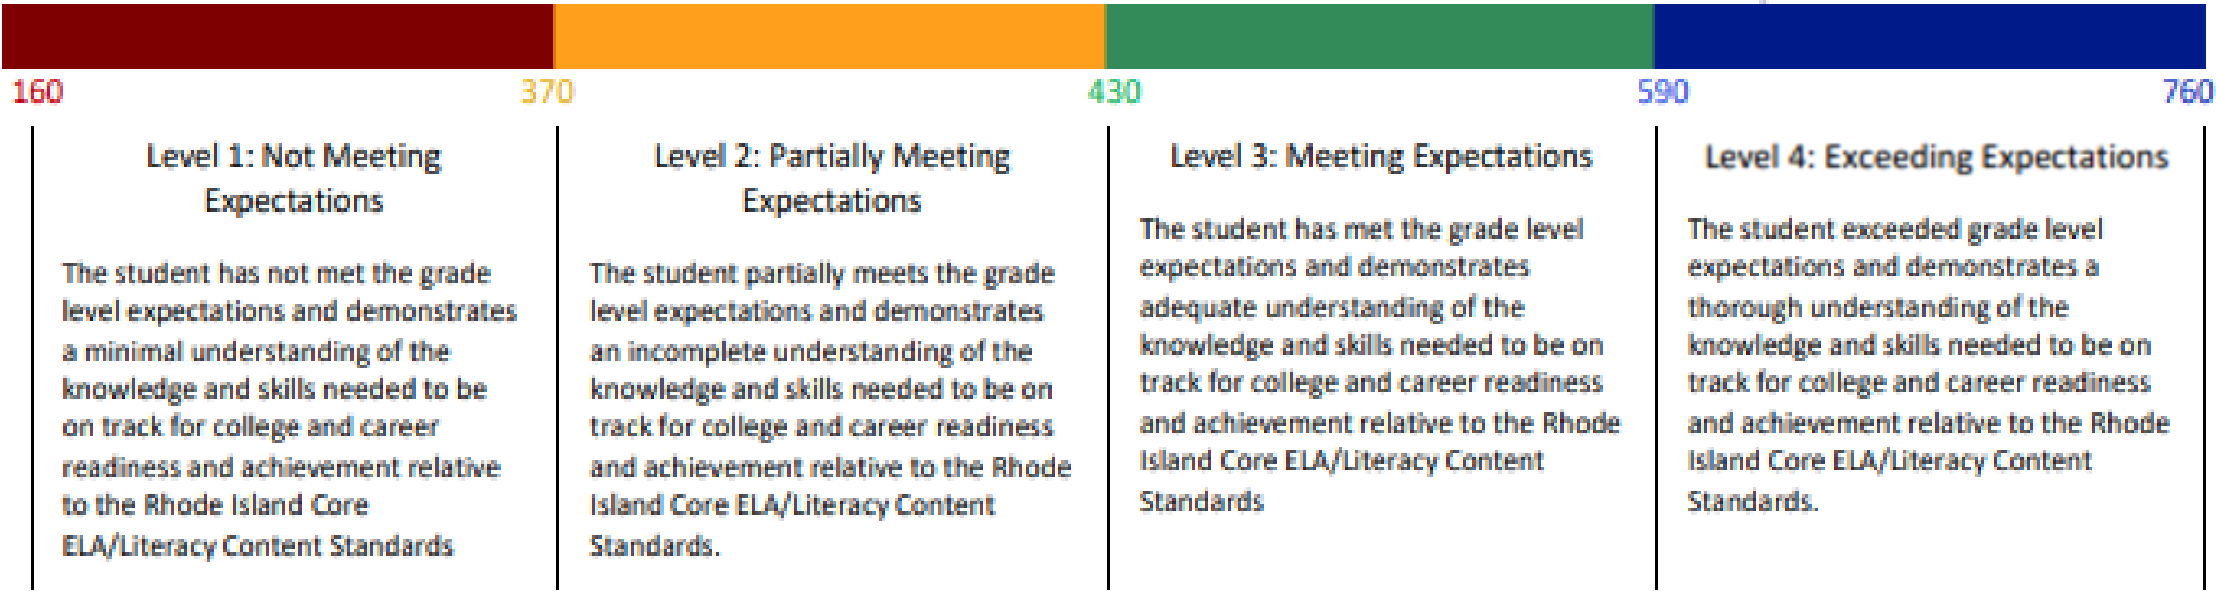 160 370 430 590 760
Level 1: Not Meeting
Expectations
The student has not met the grade
level expectations and demonstrates
a minimal understanding of the
knowledge and skills needed to be
on track for college and career
readiness and achievement relative
to the Rhode Island Core
ELA/Literacy Content Standards
Level 2: Partially Meeting
Expectations
The student partially meets the grade
level expectations and demonstrates
an incomplete understanding of the
knowledge and skills needed to be on
track for college and career readiness
and achievement relative to the Rhode
Island Core ELA/Literacy Content
Standards.
Level 3: Meeting Expectations
The student has met the grade level
expectations and demonstrates
adequate understanding of the
knowledge and skills needed to be on
track for college and career readiness
and achievement relative to the Rhode
Island Core ELA/Literacy Content
Standards
Level 4: Exceeding Expectations
The student exceeded grade level
expectations and demonstrates a
thorough understanding of the
knowledge and skills needed to be on
track for college and career readiness
and achievement relative to the Rhode
Island Core ELA/Literacy Content
Standards.